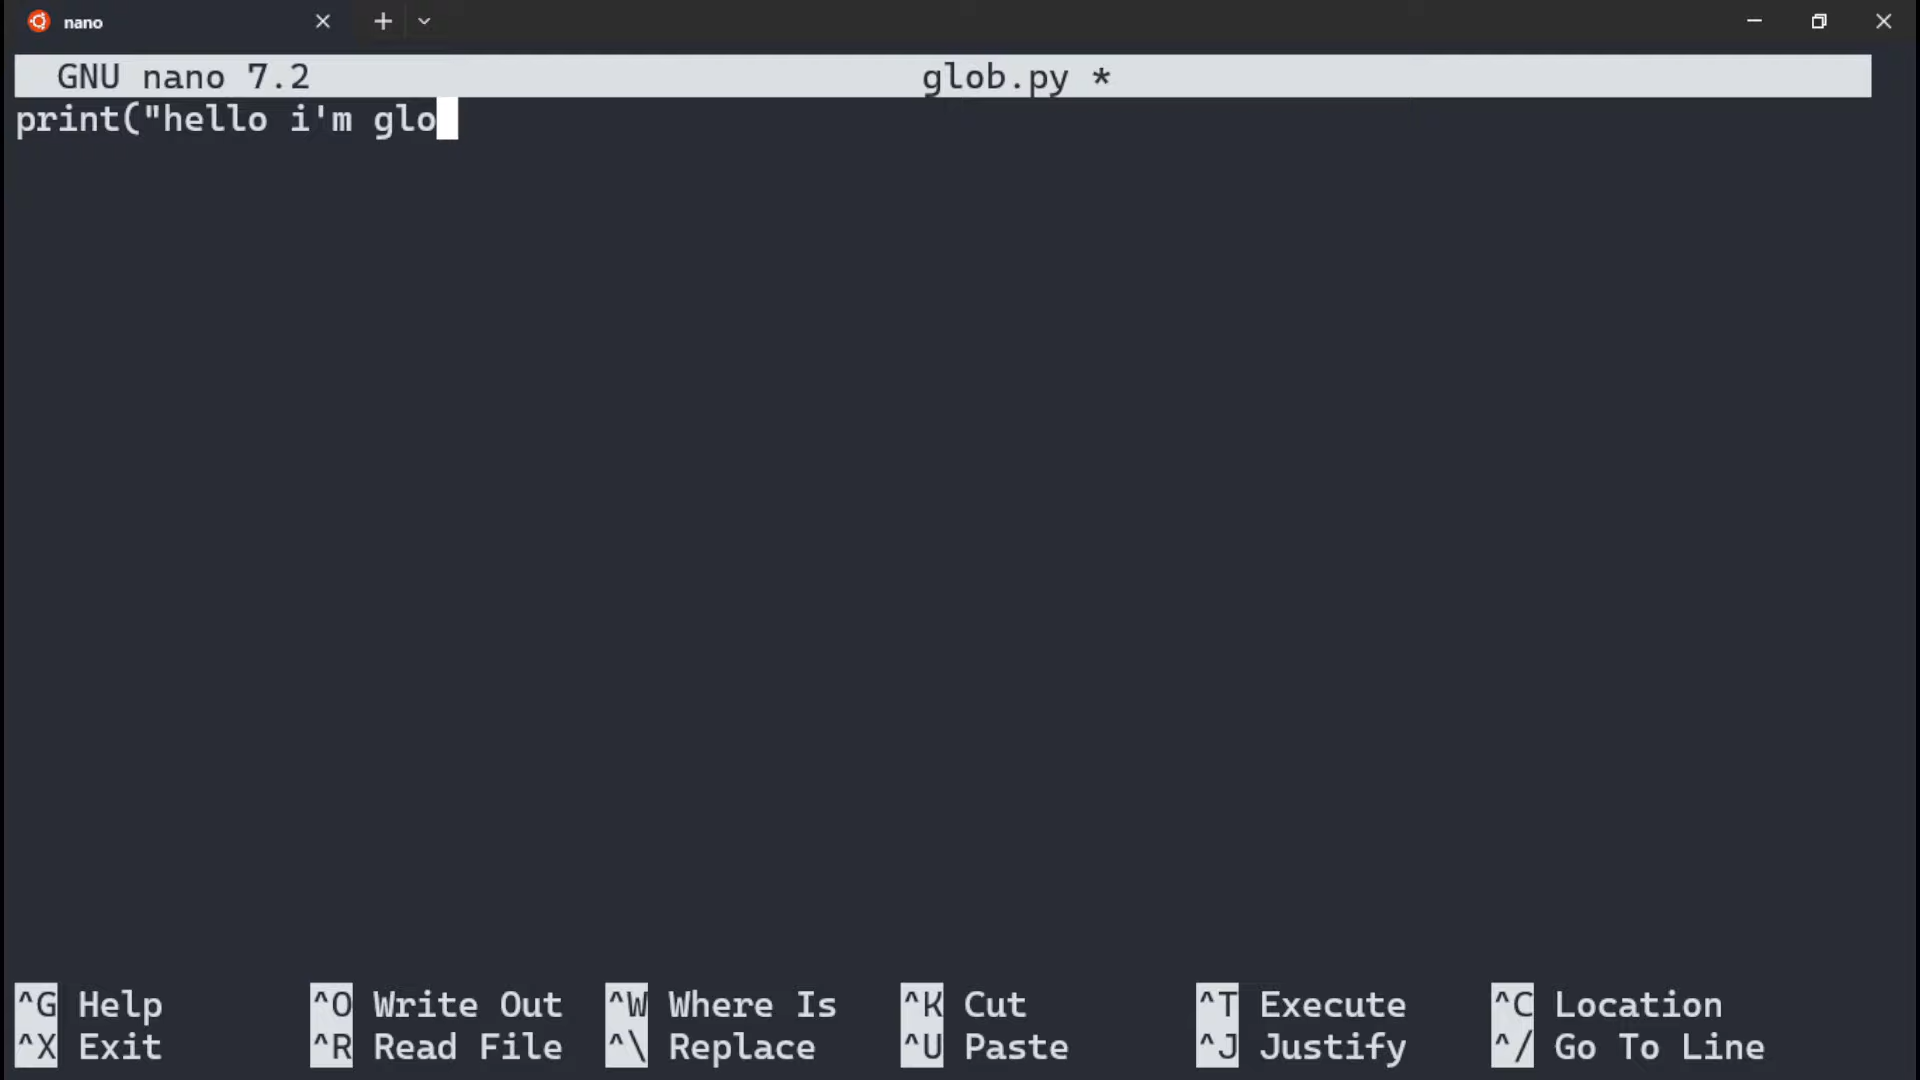 nano
GNU nano 7.2 glob.py *
print("hello i'm glo
^G Help ^O Write Out ^W Where Is ^K Cut ^T Execute ^C Location
^X Exit ^R Read File ^\ Replace ^U Paste ^J Justify ^/ Go To Line